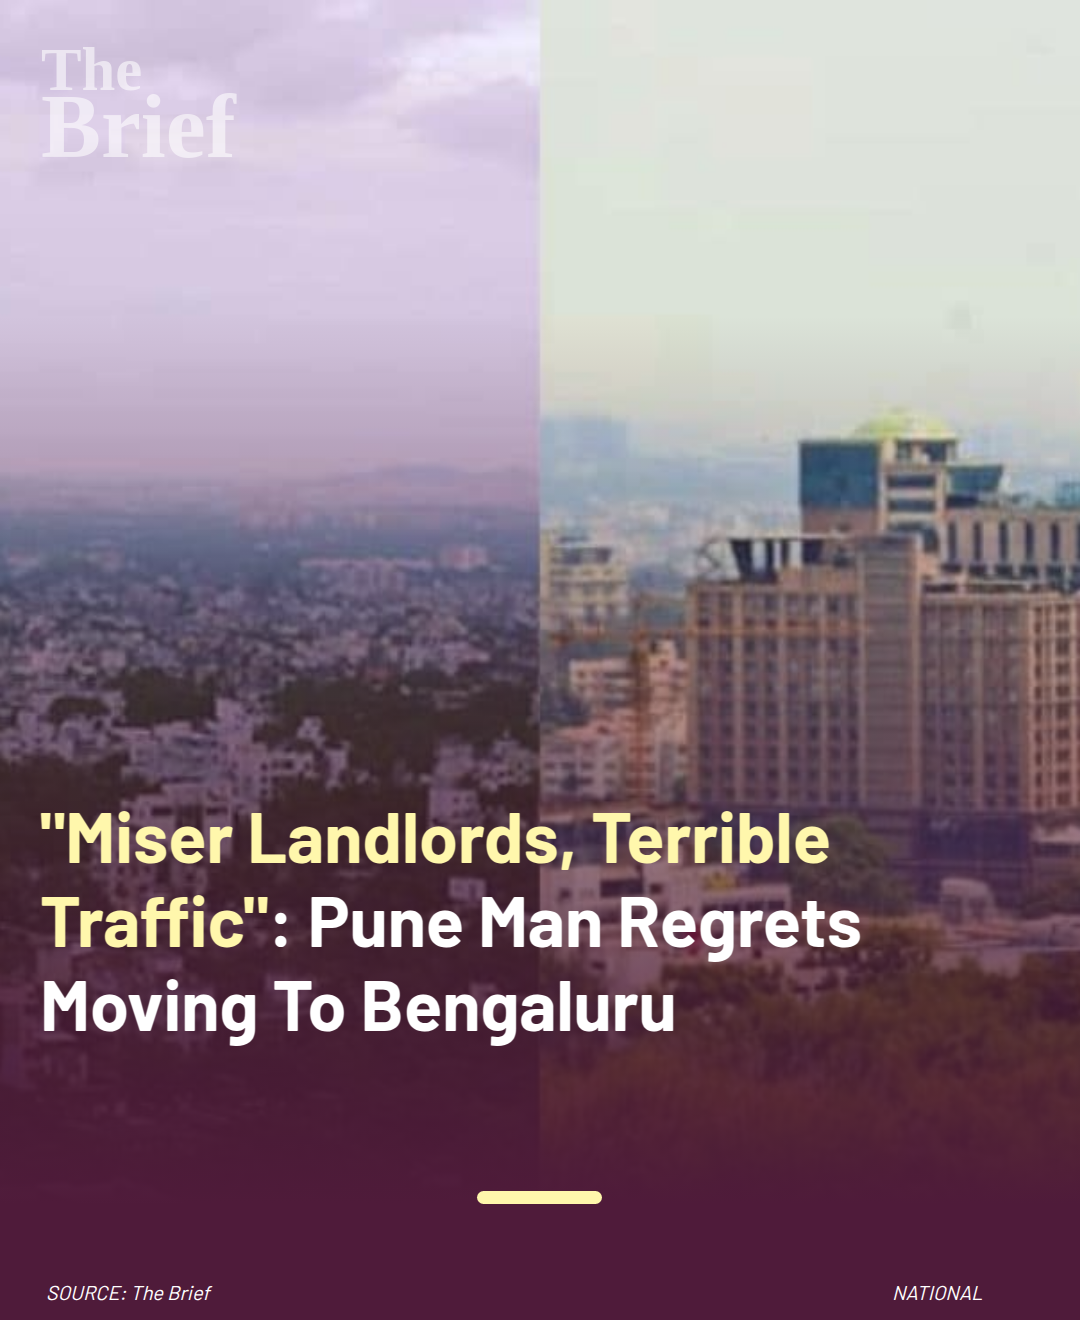 The
Brief
"Miser Landlords, Terrible
Traffic": Pune Man Regrets
Moving To Bengaluru
SOURCE: The Brief
NATIONAL